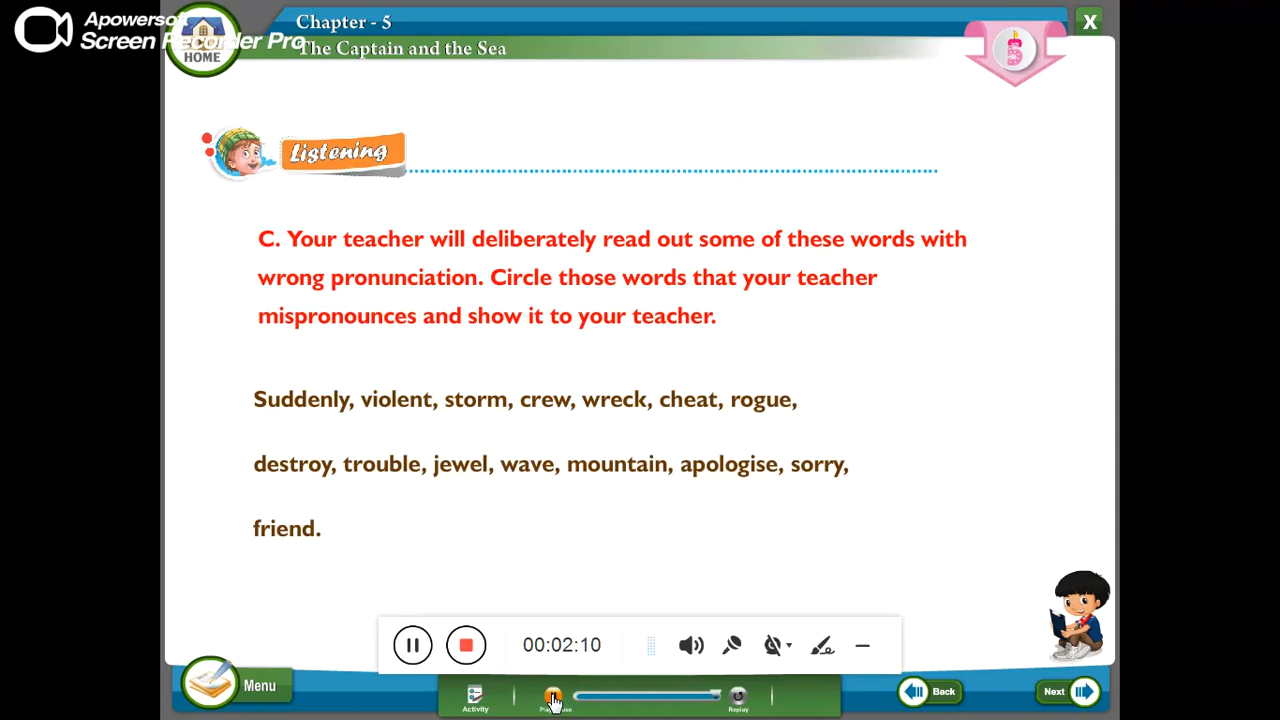 Apowersoft
Screen Recorder Pro
HOME
Chapter - 5
The Captain and the Sea
B
X
Listening
C. Your teacher will deliberately read out some of these words with
wrong pronunciation. Circle those words that your teacher
mispronounces and show it to your teacher.
Suddenly, violent, storm, crew, wreck, cheat, rogue,
destroy, trouble, jewel, wave, mountain, apologise, sorry,
friend.
00:02:10
Menu
Activity
Replay
Back
Next